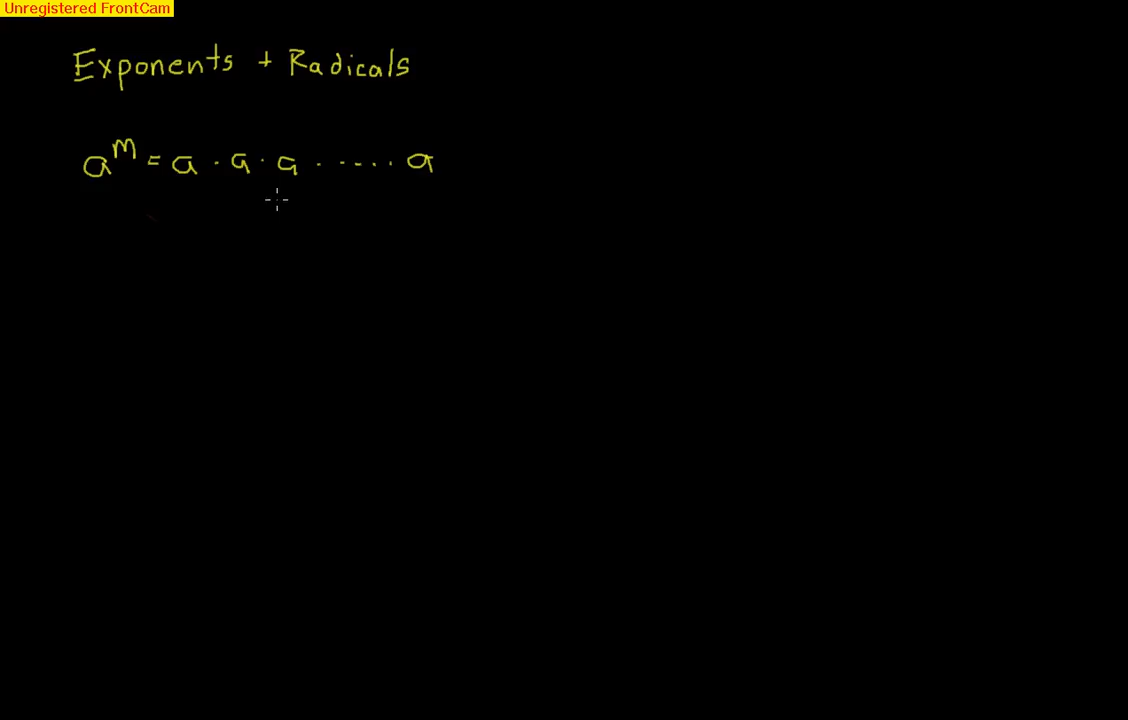 Unregistered FrontCam
Exponents + Radicals
a^m = a · a · a · ····· a